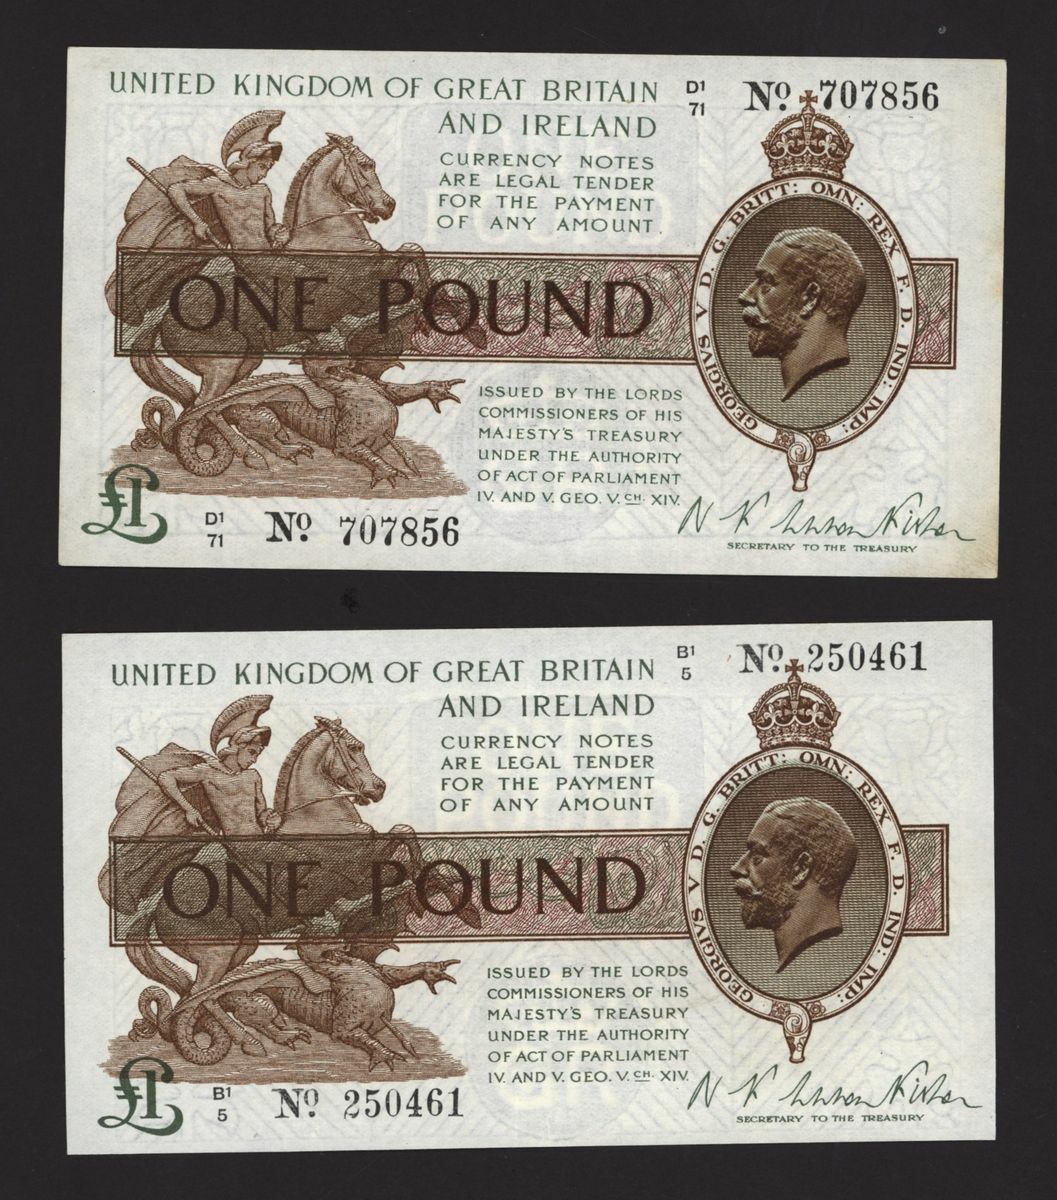 UNITED KINGDOM OF GREAT BRITAIN
AND IRELAND
D1
71
No 707856
CURRENCY NOTES
ARE LEGAL TENDER
FOR THE PAYMENT
OF ANY AMOUNT.
GEORGIVS V D. G. BRITT: OMN: REX F. D. IND: IMP:
ONE POUND
ISSUED BY THE LORDS
COMMISSIONERS OF HIS
MAJESTY'S TREASURY
UNDER THE AUTHORITY
OF ACT OF PARLIAMENT
IV. AND V. GEO. V. CH. XIV.
£1
D1
71
No 707856
N F Warren Fisher
SECRETARY TO THE TREASURY
UNITED KINGDOM OF GREAT BRITAIN
AND IRELAND
B1
5
No 250461
CURRENCY NOTES
ARE LEGAL TENDER
FOR THE PAYMENT
OF ANY AMOUNT
GEORGIVS V D. G. BRITT: OMN: REX F. D. IND: IMP:
ONE POUND
ISSUED BY THE LORDS
COMMISSIONERS OF HIS
MAJESTY'S TREASURY
UNDER THE AUTHORITY
OF ACT OF PARLIAMENT
IV. AND V. GEO. V. CH. XIV.
£1
B1
5
No 250461
N F Warren Fisher
SECRETARY TO THE TREASURY